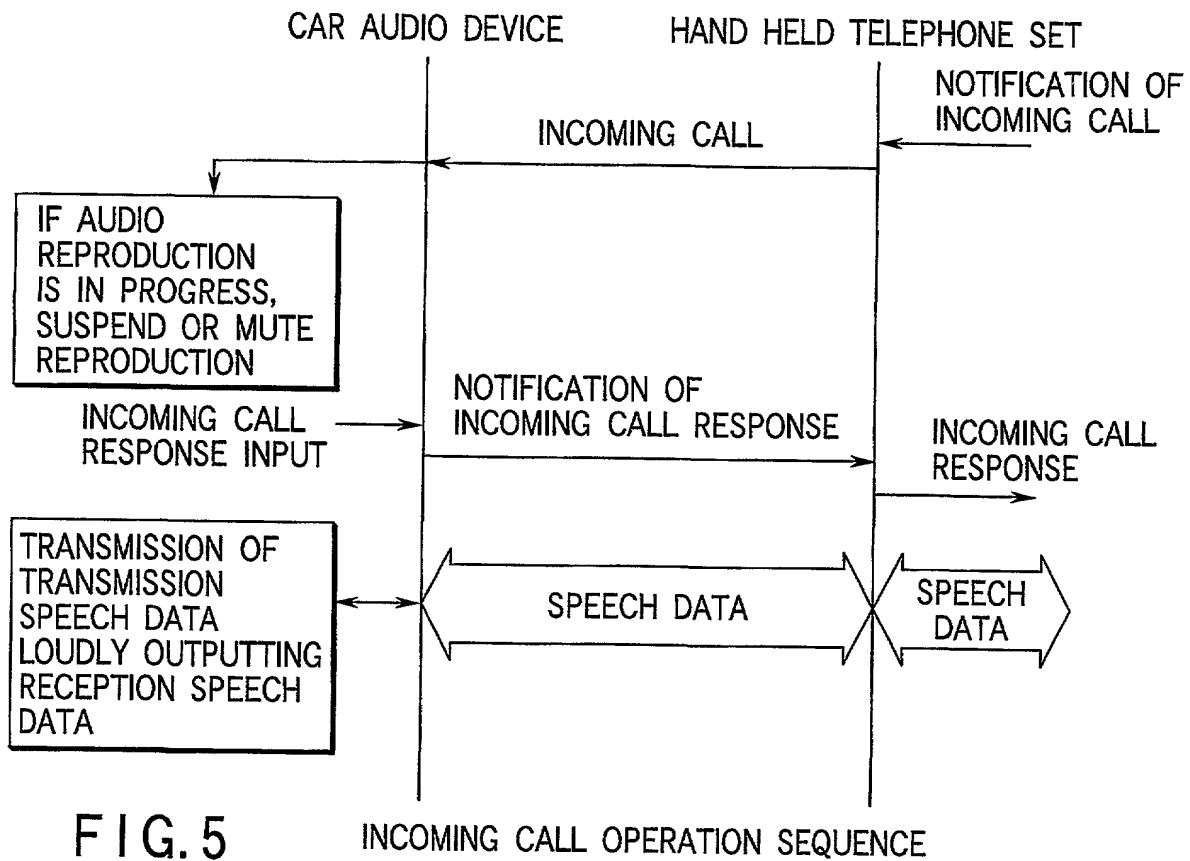 CAR AUDIO DEVICE
HAND HELD TELEPHONE SET
NOTIFICATION OF
INCOMING CALL
INCOMING CALL
IF AUDIO
REPRODUCTION
IS IN PROGRESS,
SUSPEND OR MUTE
REPRODUCTION
INCOMING CALL
RESPONSE INPUT
NOTIFICATION OF
INCOMING CALL RESPONSE
INCOMING CALL
RESPONSE
TRANSMISSION OF
TRANSMISSION
SPEECH DATA
LOUDLY OUTPUTTING
RECEPTION SPEECH
DATA
SPEECH DATA
SPEECH
DATA
FIG. 5
INCOMING CALL OPERATION SEQUENCE